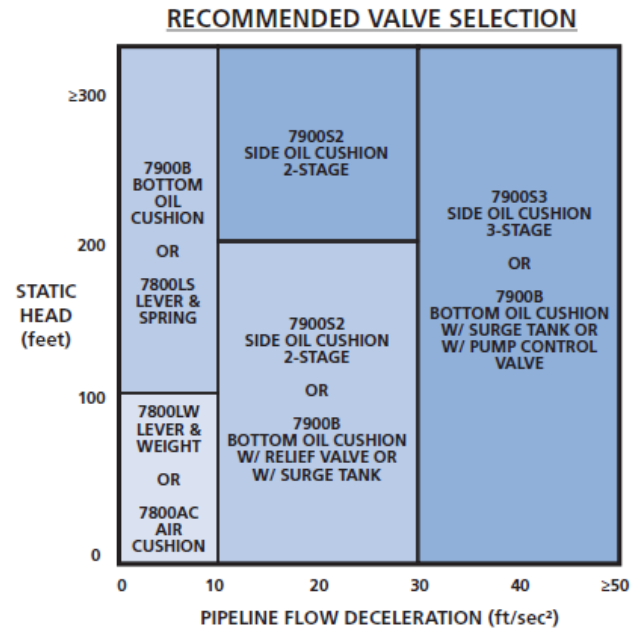 RECOMMENDED VALVE SELECTION
≥300
200
100
0
STATIC
HEAD
(feet)
7900B
BOTTOM
OIL
CUSHION
OR
7800LS
LEVER &
SPRING
7800LW
LEVER &
WEIGHT
OR
7800AC
AIR
CUSHION
7900S2
SIDE OIL CUSHION
2-STAGE
7900S2
SIDE OIL CUSHION
2-STAGE
OR
7900B
BOTTOM OIL CUSHION
W/ RELIEF VALVE OR
W/ SURGE TANK
7900S3
SIDE OIL CUSHION
3-STAGE
OR
7900B
BOTTOM OIL CUSHION
W/ SURGE TANK OR
W/ PUMP CONTROL
VALVE
0 10 20 30 40 ≥50
PIPELINE FLOW DECELERATION (ft/sec²)